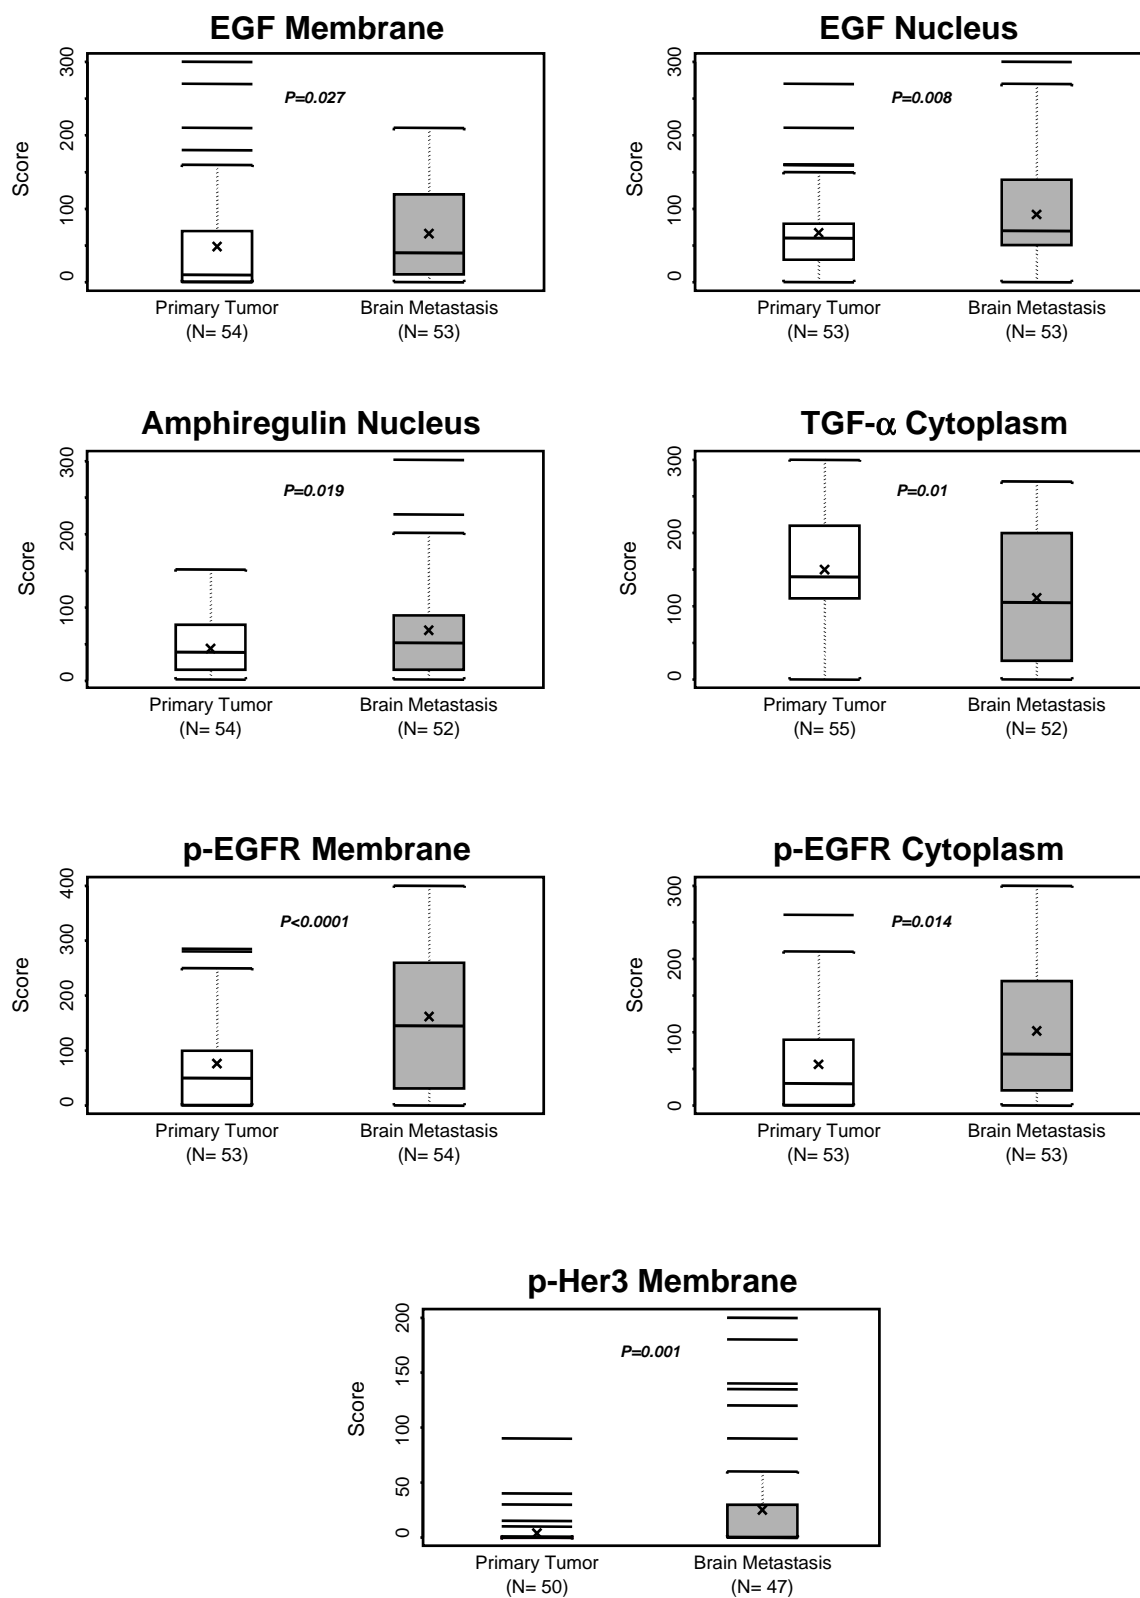 EGF Membrane
300
200
100
0
Score
P=0.027
Primary Tumor
(N= 54)
Brain Metastasis
(N= 53)
EGF Nucleus
300
200
100
0
Score
P=0.008
Primary Tumor
(N= 53)
Brain Metastasis
(N= 53)
Amphiregulin Nucleus
300
200
100
0
Score
P=0.019
Primary Tumor
(N= 54)
Brain Metastasis
(N= 52)
TGF-α Cytoplasm
300
200
100
0
Score
P=0.01
Primary Tumor
(N= 55)
Brain Metastasis
(N= 52)
p-EGFR Membrane
400
300
200
100
0
Score
P<0.0001
Primary Tumor
(N= 53)
Brain Metastasis
(N= 54)
p-EGFR Cytoplasm
300
200
100
0
Score
P=0.014
Primary Tumor
(N= 53)
Brain Metastasis
(N= 53)
p-Her3 Membrane
200
150
100
50
0
Score
P=0.001
Primary Tumor
(N= 50)
Brain Metastasis
(N= 47)